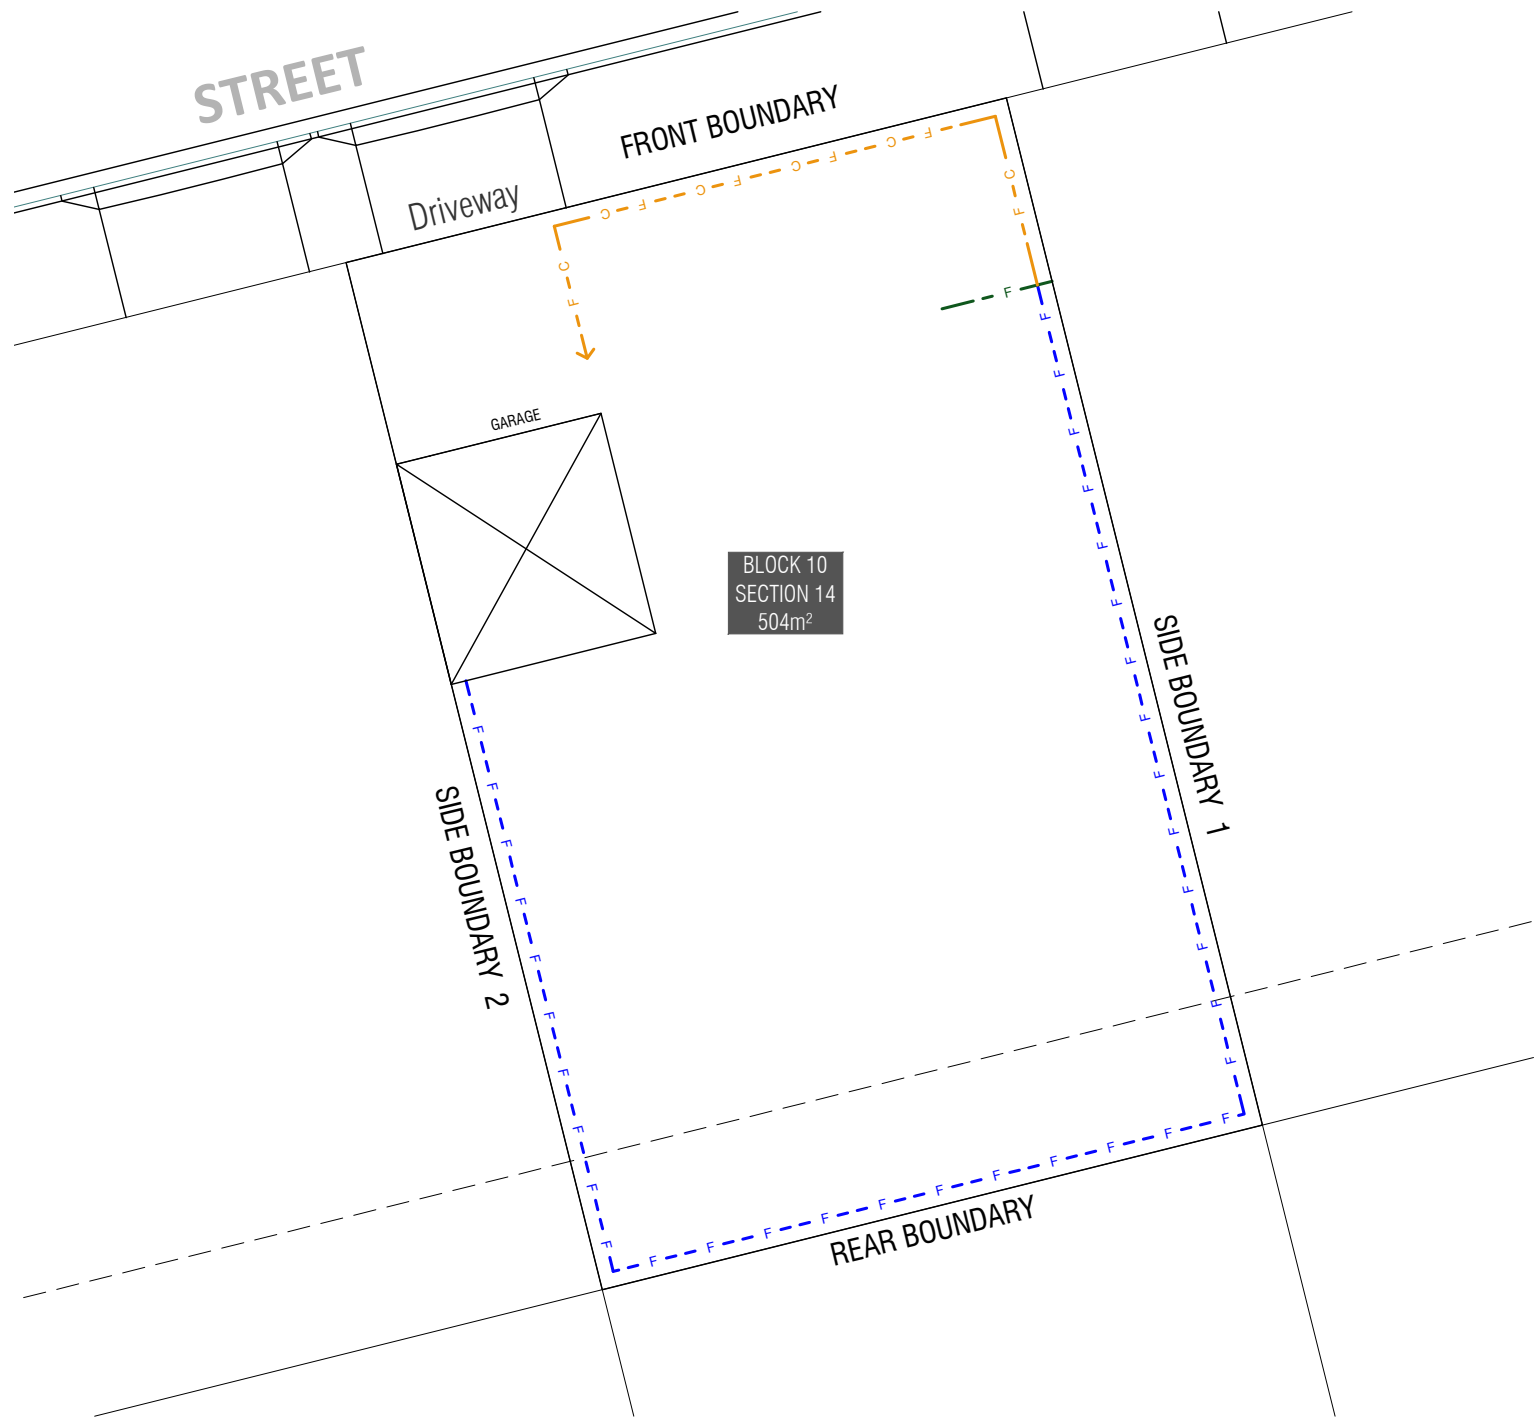 STREET
FRONT BOUNDARY
Driveway
F C F C F C F C
C F
C F
F
GARAGE
BLOCK 10
SECTION 14
504m²
F F F F F F F F F F F F F F
SIDE BOUNDARY 1
F F F F F F F F F F
SIDE BOUNDARY 2
F F F F F F F F F F F
REAR BOUNDARY